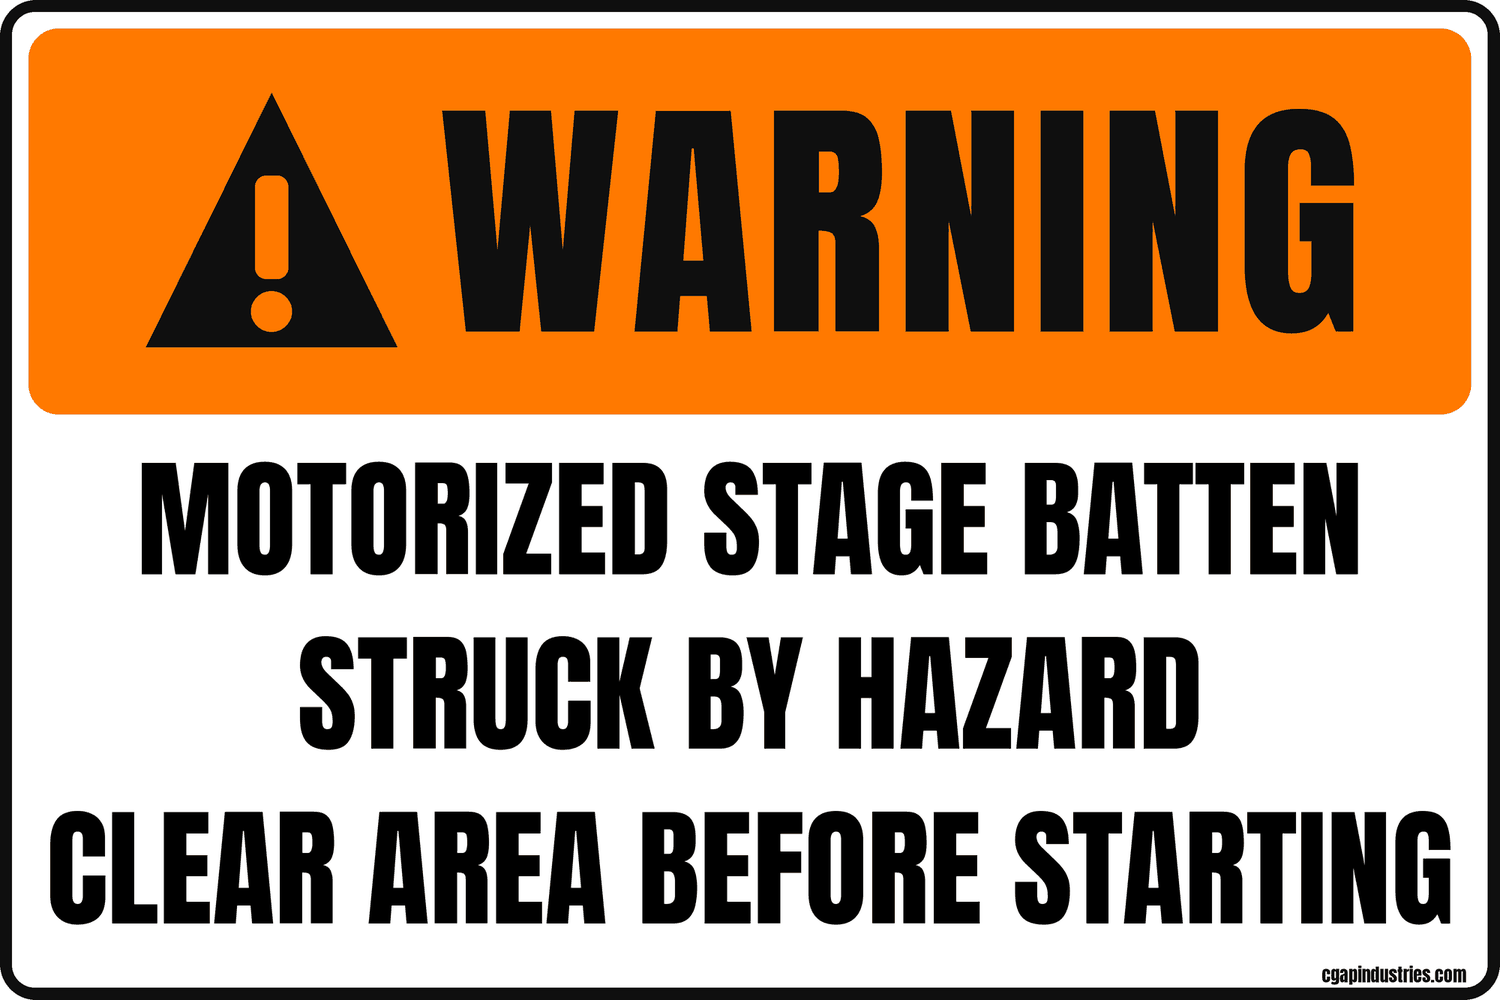 WARNING
MOTORIZED STAGE BATTEN
STRUCK BY HAZARD
CLEAR AREA BEFORE STARTING
cgapindustries.com